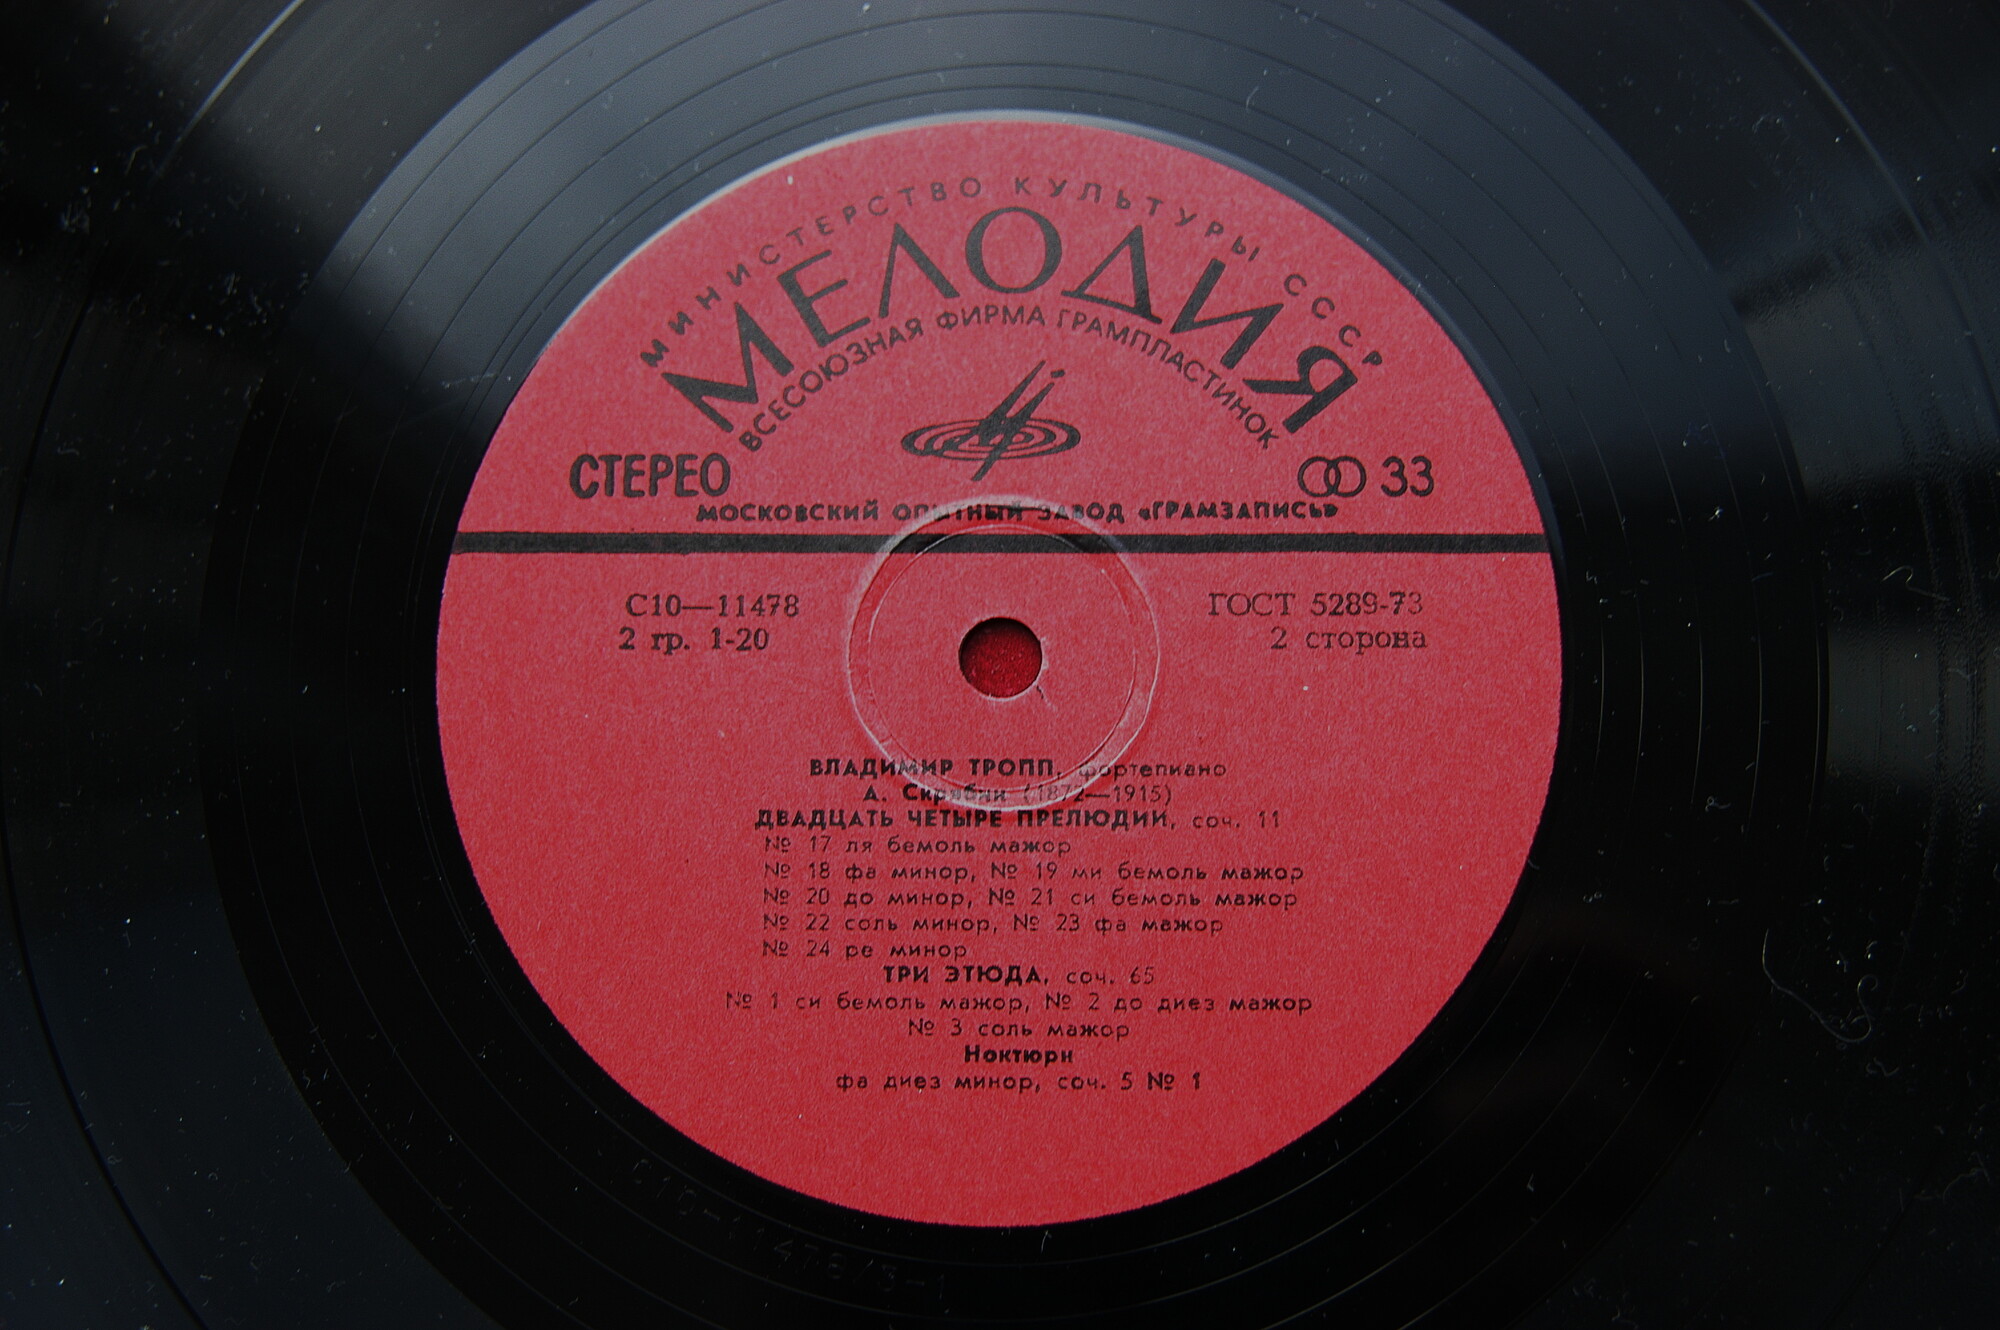 МИНИСТЕРСТВО КУЛЬТУРЫ СССР
МЕЛОДИЯ
ВСЕСОЮЗНАЯ ФИРМА ГРАМПЛАСТИНОК
СТЕРЕО 33
МОСКОВСКИЙ ОПЫТНЫЙ ЗАВОД «ГРАМЗАПИСЬ»
С10—11478 ГОСТ 5289-73
2 гр. 1-20 2 сторона
ВЛАДИМИР ТРОПП, фортепиано
А. Скрябин (1872—1915)
ДВАДЦАТЬ ЧЕТЫРЕ ПРЕЛЮДИИ, соч. 11
№ 17 ля бемоль мажор
№ 18 фа минор, № 19 ми бемоль мажор
№ 20 до минор, № 21 си бемоль мажор
№ 22 соль минор, № 23 фа мажор
№ 24 ре минор
ТРИ ЭТЮДА, соч. 65
№ 1 си бемоль мажор, № 2 до диез мажор
№ 3 соль мажор
Ноктюрн
фа диез минор, соч. 5 № 1
С10-11478/3-1